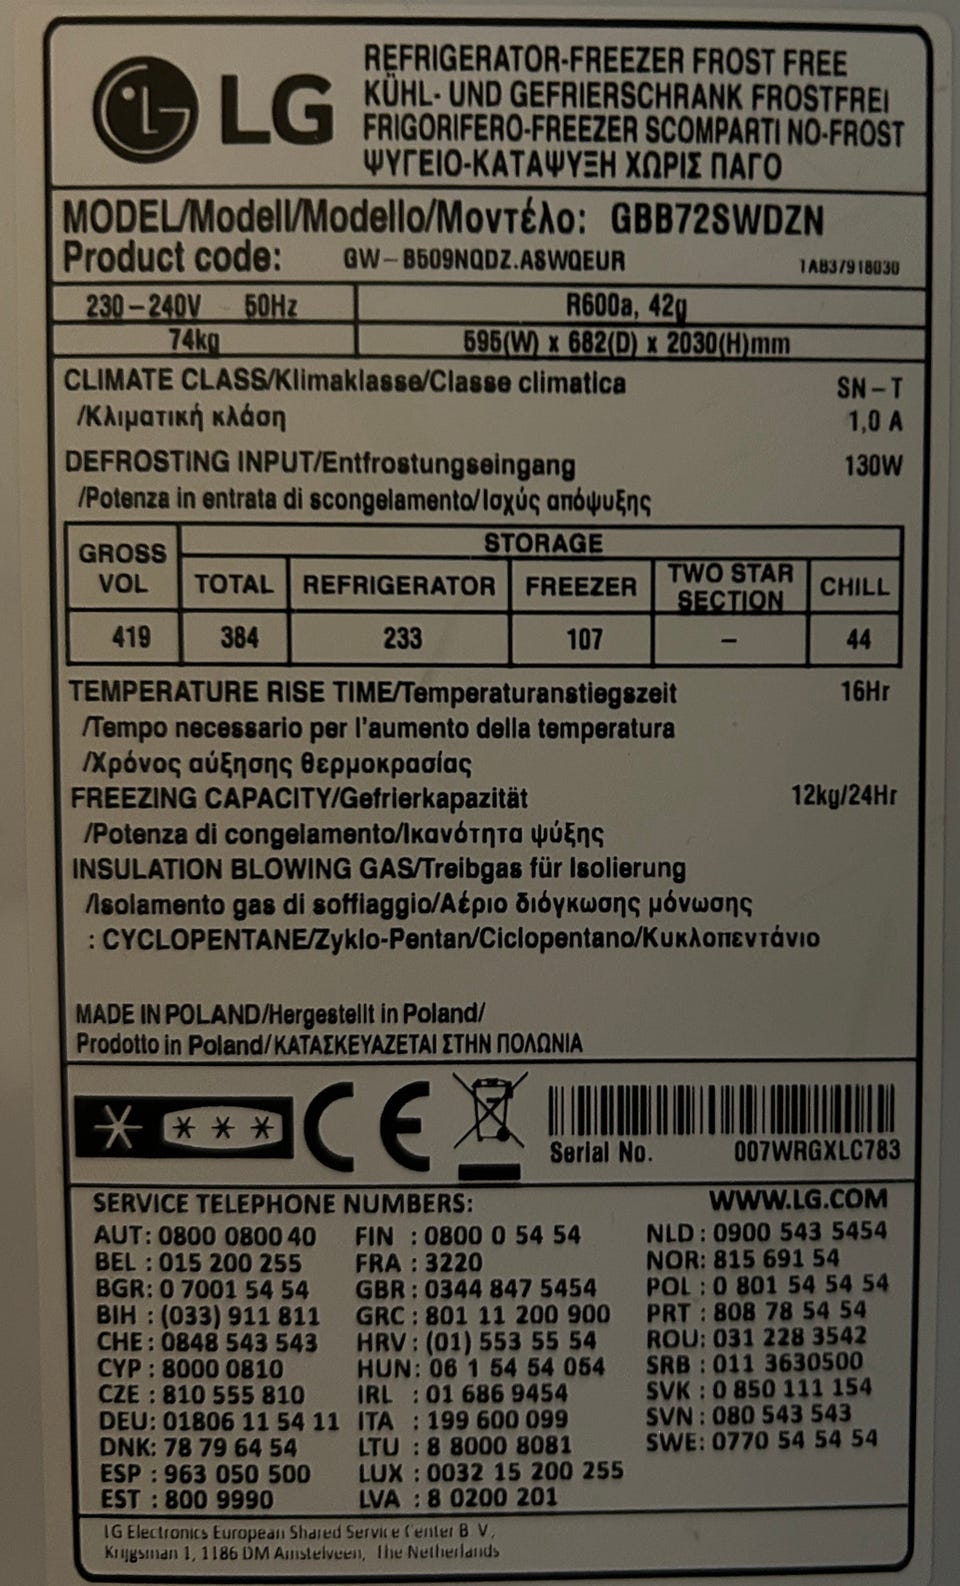 LG
REFRIGERATOR-FREEZER FROST FREE
KÜHL- UND GEFRIERSCHRANK FROSTFREI
FRIGORIFERO-FREEZER SCOMPARTI NO-FROST
ΨΥΓΕΙΟ-ΚΑΤΑΨΥΞΗ ΧΩΡΙΣ ΠΑΓΟ
MODEL/Modell/Modello/Μοντέλο: GBB72SWDZN
Product code: GW-B509NQDZ.ASWQEUR 1AB37918030
230-240V 50Hz R600a, 42g
74kg 595(W) x 682(D) x 2030(H)mm
CLIMATE CLASS/Klimaklasse/Classe climatica SN-T
/Κλιματική κλάση 1,0 A
DEFROSTING INPUT/Entfrostungseingang 130W
/Potenza in entrata di scongelamento/Ισχύς απόψυξης
GROSS VOL STORAGE
TOTAL REFRIGERATOR FREEZER TWO STAR SECTION CHILL
419 384 233 107 – 44
TEMPERATURE RISE TIME/Temperaturanstiegszeit 16Hr
/Tempo necessario per l'aumento della temperatura
/Χρόνος αύξησης θερμοκρασίας
FREEZING CAPACITY/Gefrierkapazität 12kg/24Hr
/Potenza di congelamento/Ικανότητα ψύξης
INSULATION BLOWING GAS/Treibgas für Isolierung
/Isolamento gas di soffiaggio/Αέριο διόγκωσης μόνωσης
: CYCLOPENTANE/Zyklo-Pentan/Ciclopentano/Κυκλοπεντάνιο
MADE IN POLAND/Hergestellt in Poland/
Prodotto in Poland/ΚΑΤΑΣΚΕΥΑΖΕΤΑΙ ΣΤΗΝ ΠΟΛΩΝΙΑ
CE
Serial No. 007WRGXLC783
SERVICE TELEPHONE NUMBERS: WWW.LG.COM
AUT: 0800 0800 40 FIN : 0800 0 54 54 NLD : 0900 543 5454
BEL : 015 200 255 FRA : 3220 NOR: 815 691 54
BGR: 0 7001 54 54 GBR : 0344 847 5454 POL : 0 801 54 54 54
BIH : (033) 911 811 GRC : 801 11 200 900 PRT : 808 78 54 54
CHE : 0848 543 543 HRV : (01) 553 55 54 ROU: 031 228 3542
CYP : 8000 0810 HUN: 06 1 54 54 054 SRB : 011 3630500
CZE : 810 555 810 IRL : 01 686 9454 SVK : 0 850 111 154
DEU: 01806 11 54 11 ITA : 199 600 099 SVN : 080 543 543
DNK: 78 79 64 54 LTU : 8 8000 8081 SWE: 0770 54 54 54
ESP : 963 050 500 LUX : 0032 15 200 255
EST : 800 9990 LVA : 8 0200 201
LG Electronics European Shared Service Center B.V.,
Krijgsman 1, 1186 DM Amstelveen, The Netherlands